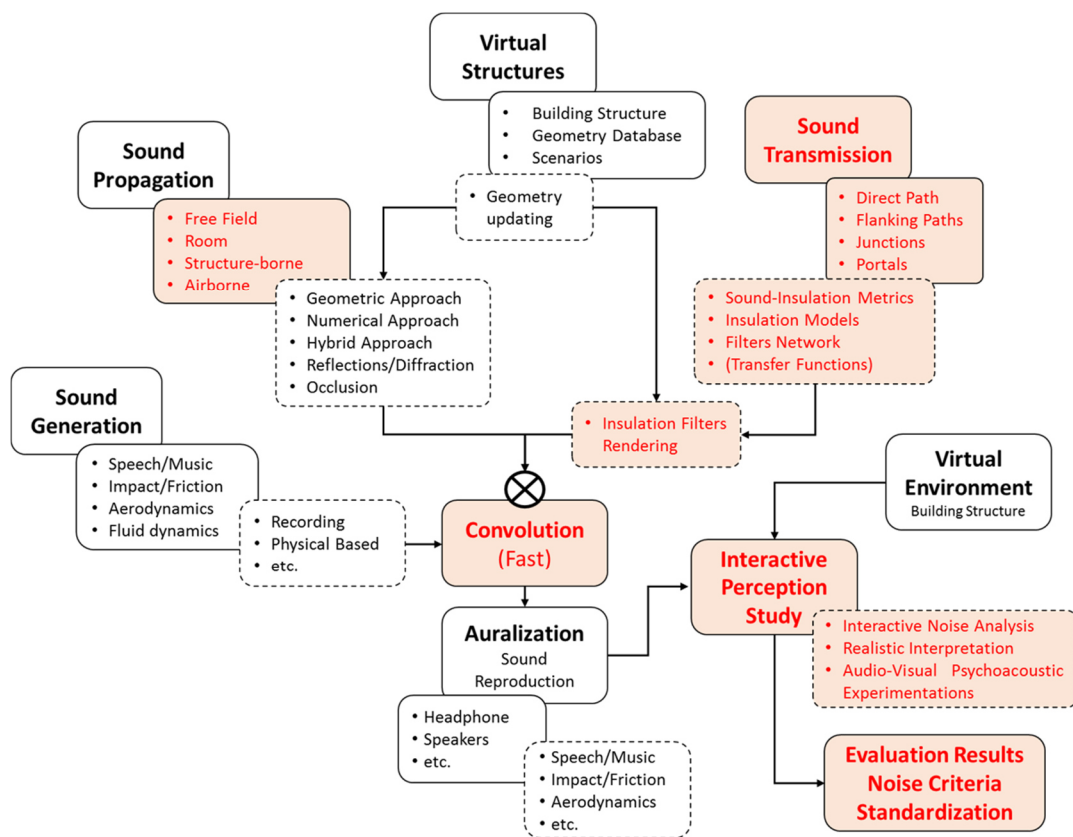 Virtual
Structures
• Building Structure
• Geometry Database
• Scenarios
• Geometry
updating
Sound
Propagation
• Free Field
• Room
• Structure-borne
• Airborne
• Geometric Approach
• Numerical Approach
• Hybrid Approach
• Reflections/Diffraction
• Occlusion
Sound
Transmission
• Direct Path
• Flanking Paths
• Junctions
• Portals
• Sound-Insulation Metrics
• Insulation Models
• Filters Network
• (Transfer Functions)
• Insulation Filters
Rendering
Sound
Generation
• Speech/Music
• Impact/Friction
• Aerodynamics
• Fluid dynamics
• Recording
• Physical Based
• etc.
Convolution
(Fast)
Auralization
Sound
Reproduction
• Headphone
• Speakers
• etc.
• Speech/Music
• Impact/Friction
• Aerodynamics
• etc.
Virtual
Environment
Building Structure
Interactive
Perception
Study
• Interactive Noise Analysis
• Realistic Interpretation
• Audio-Visual Psychoacoustic
Experimentations
Evaluation Results
Noise Criteria
Standardization